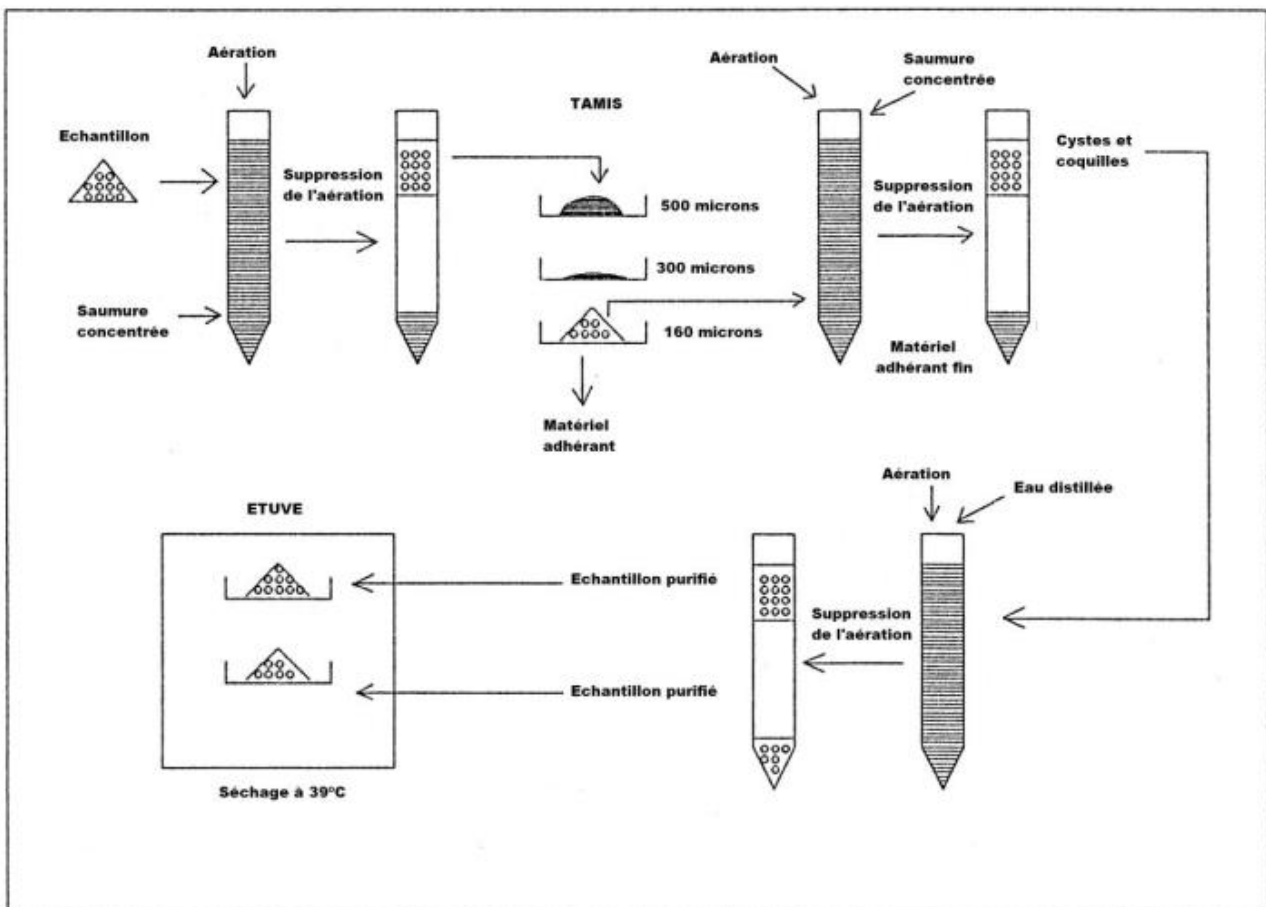 Aération
Echantillon
Saumure
concentrée
Suppression
de l'aération
TAMIS
500 microns
300 microns
160 microns
Matériel
adhérant
Aération
Saumure
concentrée
Suppression
de l'aération
Matériel
adhérant fin
Cystes et
coquilles
Aération
Eau distillée
Suppression
de l'aération
Echantillon purifié
Echantillon purifié
ETUVE
Séchage à 39°C